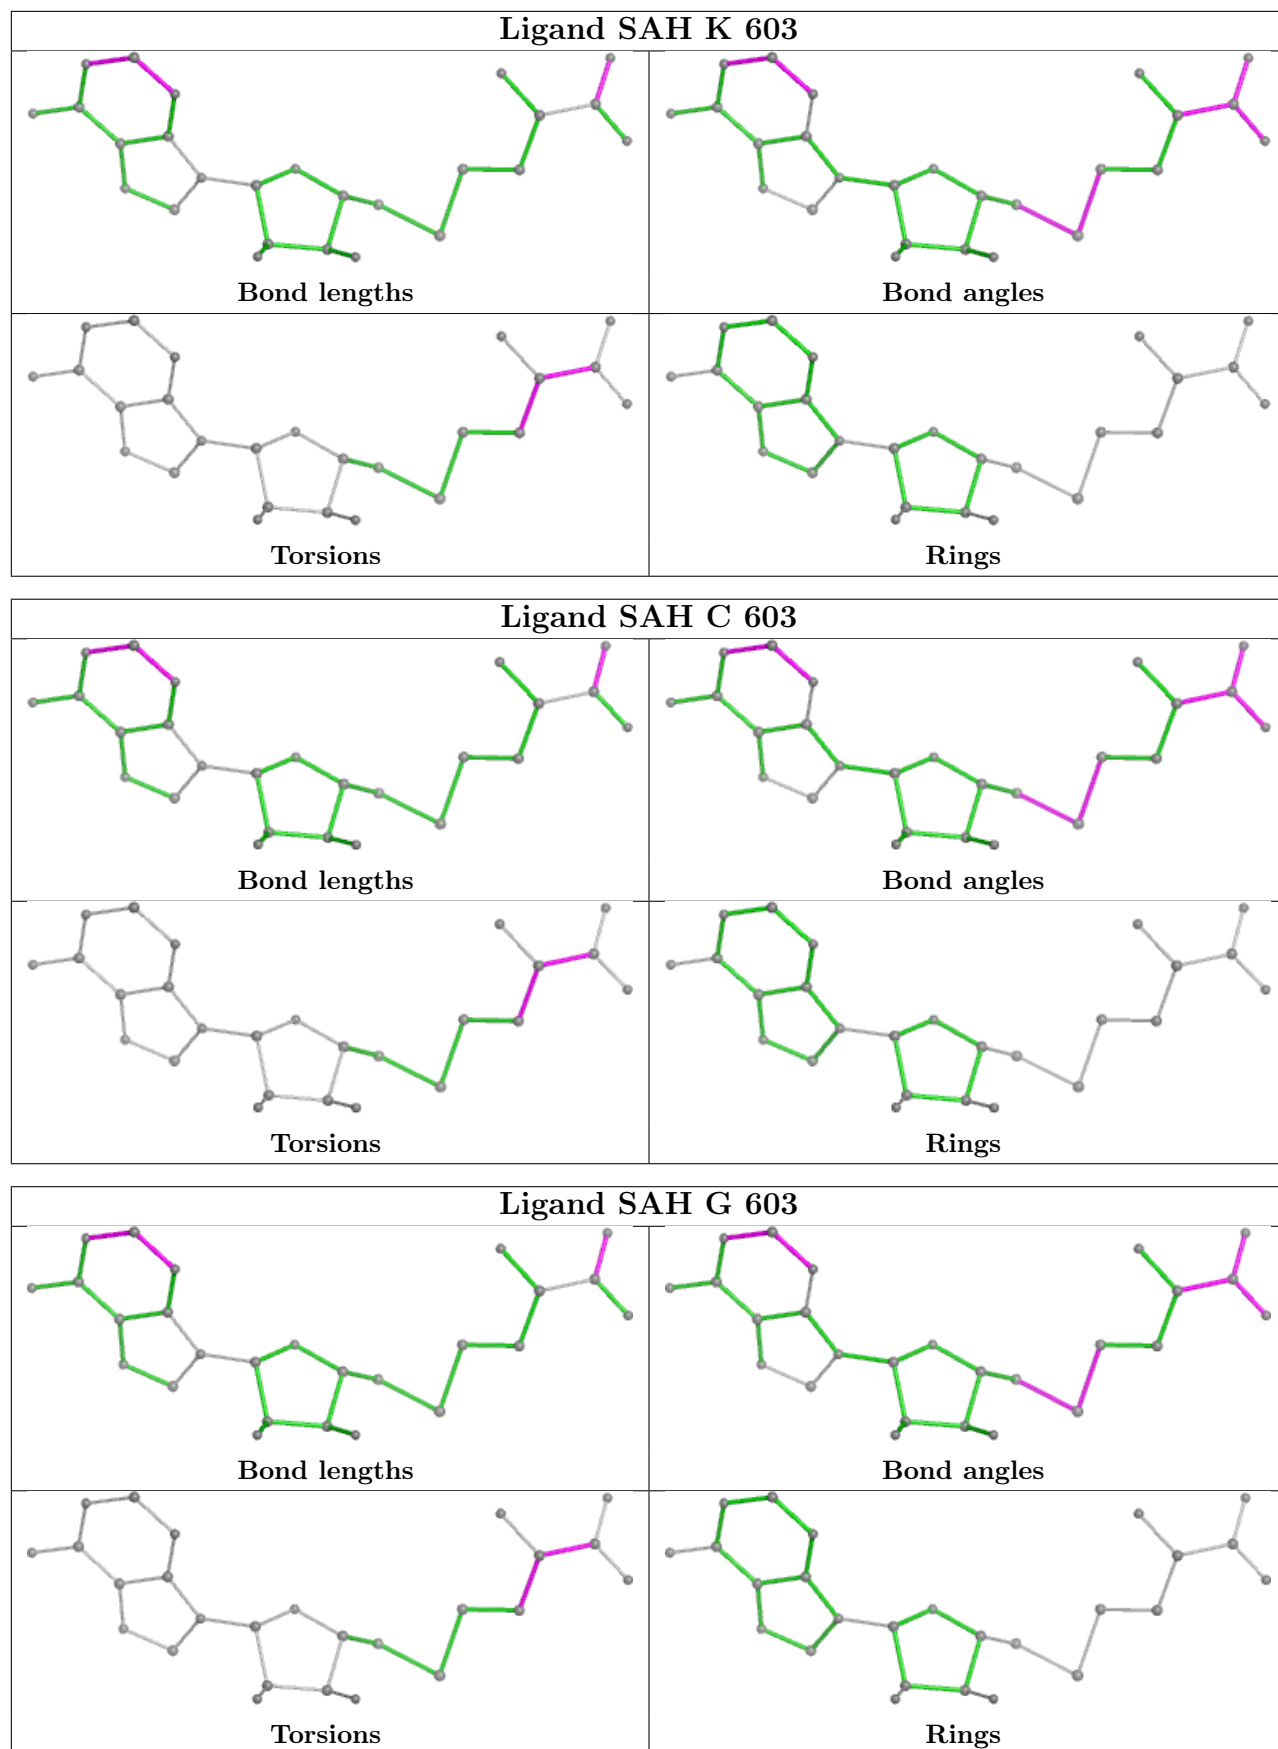 Ligand SAH K 603
Bond lengths
Bond angles
Torsions
Rings
Ligand SAH C 603
Bond lengths
Bond angles
Torsions
Rings
Ligand SAH G 603
Bond lengths
Bond angles
Torsions
Rings